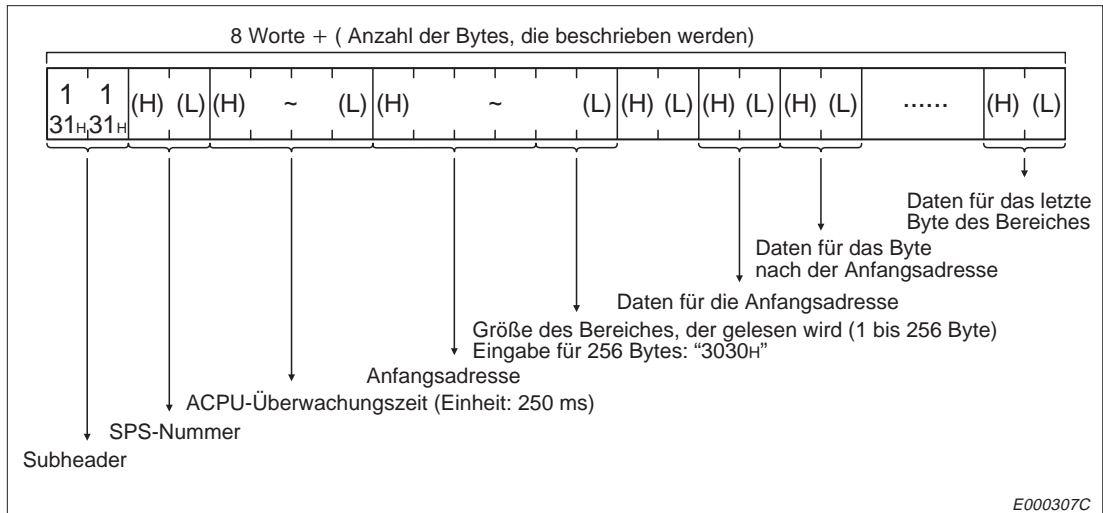 8 Worte + ( Anzahl der Bytes, die beschrieben werden)
1 1 (H) (L) (H) ~ (L) (H) ~ (L) (H) (L) (H) (L) (H) (L) ...... (H) (L)
31H 31H
Daten für das letzte
Byte des Bereiches
Daten für das Byte
nach der Anfangsadresse
Daten für die Anfangsadresse
Größe des Bereiches, der gelesen wird (1 bis 256 Byte)
Eingabe für 256 Bytes: “3030H”
Anfangsadresse
ACPU-Überwachungszeit (Einheit: 250 ms)
SPS-Nummer
Subheader
E000307C